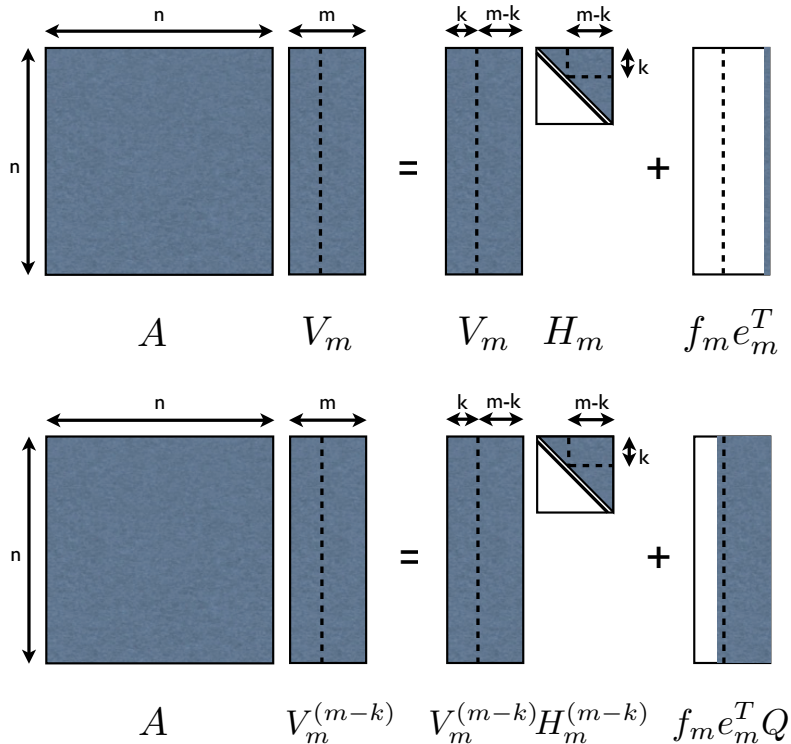 n m k m-k m-k
k
n = +
$A$ $V_m$ $V_m$ $H_m$ $f_m e_m^T$
n m k m-k m-k
k
n = +
$A$ $V_m^{(m-k)}$ $V_m^{(m-k)} H_m^{(m-k)}$ $f_m e_m^T Q$